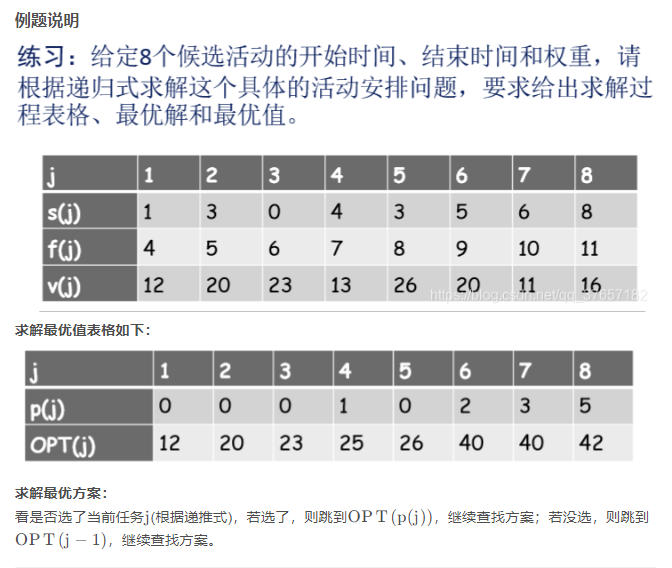 例题说明
练习：给定8个候选活动的开始时间、结束时间和权重，请
根据递归式求解这个具体的活动安排问题，要求给出求解过
程表格、最优解和最优值。
j 1 2 3 4 5 6 7 8
s(j) 1 3 0 4 3 5 6 8
f(j) 4 5 6 7 8 9 10 11
v(j) 12 20 23 13 26 20 11 16
https://blog.csdn.net/qq_37657182
求解最优值表格如下：
j 1 2 3 4 5 6 7 8
p(j) 0 0 0 1 0 2 3 5
OPT(j) 12 20 23 25 26 40 40 42
求解最优方案：
看是否选了当前任务j(根据递推式)，若选了，则跳到OPT(p(j))，继续查找方案；若没选，则跳到
OPT(j − 1)，继续查找方案。